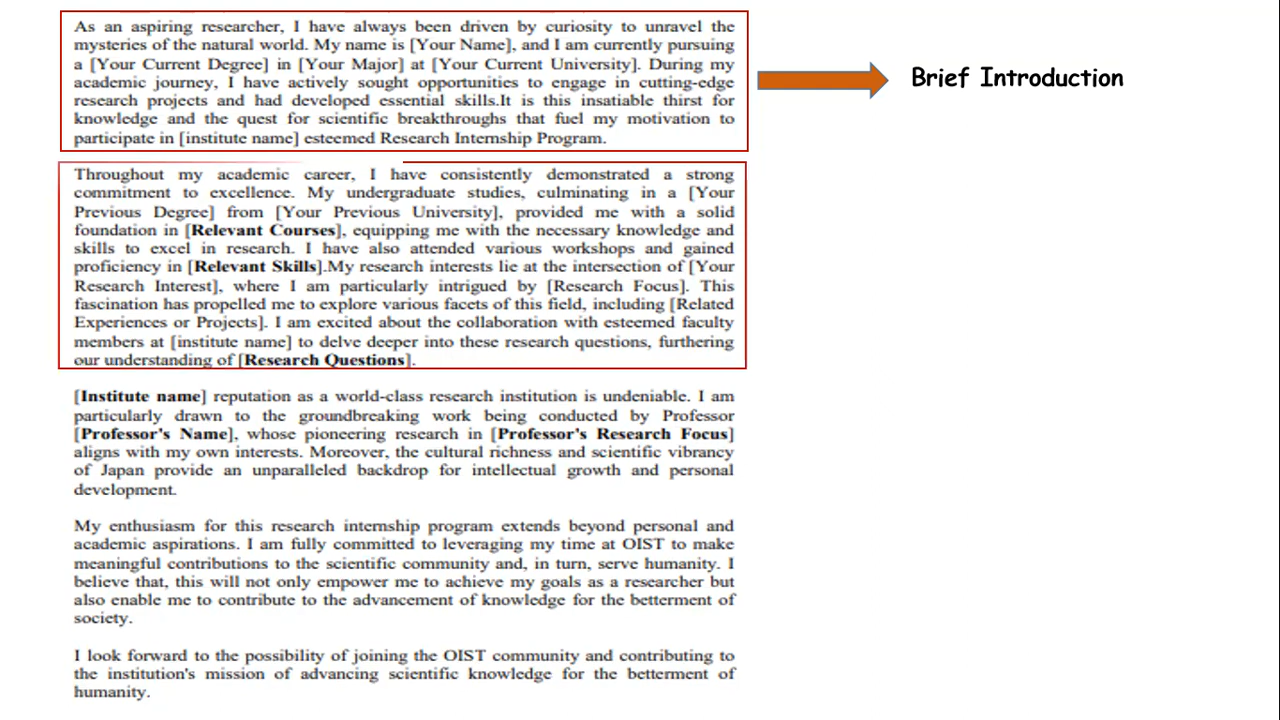 As an aspiring researcher, I have always been driven by curiosity to unravel the
mysteries of the natural world. My name is [Your Name], and I am currently pursuing
a [Your Current Degree] in [Your Major] at [Your Current University]. During my
academic journey, I have actively sought opportunities to engage in cutting-edge
research projects and had developed essential skills.It is this insatiable thirst for
knowledge and the quest for scientific breakthroughs that fuel my motivation to
participate in [institute name] esteemed Research Internship Program.
Brief Introduction
Throughout my academic career, I have consistently demonstrated a strong
commitment to excellence. My undergraduate studies, culminating in a [Your
Previous Degree] from [Your Previous University], provided me with a solid
foundation in [Relevant Courses], equipping me with the necessary knowledge and
skills to excel in research. I have also attended various workshops and gained
proficiency in [Relevant Skills].My research interests lie at the intersection of [Your
Research Interest], where I am particularly intrigued by [Research Focus]. This
fascination has propelled me to explore various facets of this field, including [Related
Experiences or Projects]. I am excited about the collaboration with esteemed faculty
members at [institute name] to delve deeper into these research questions, furthering
our understanding of [Research Questions].
[Institute name] reputation as a world-class research institution is undeniable. I am
particularly drawn to the groundbreaking work being conducted by Professor
[Professor's Name], whose pioneering research in [Professor's Research Focus]
aligns with my own interests. Moreover, the cultural richness and scientific vibrancy
of Japan provide an unparalleled backdrop for intellectual growth and personal
development.
My enthusiasm for this research internship program extends beyond personal and
academic aspirations. I am fully committed to leveraging my time at OIST to make
meaningful contributions to the scientific community and, in turn, serve humanity. I
believe that, this will not only empower me to achieve my goals as a researcher but
also enable me to contribute to the advancement of knowledge for the betterment of
society.
I look forward to the possibility of joining the OIST community and contributing to
the institution's mission of advancing scientific knowledge for the betterment of
humanity.